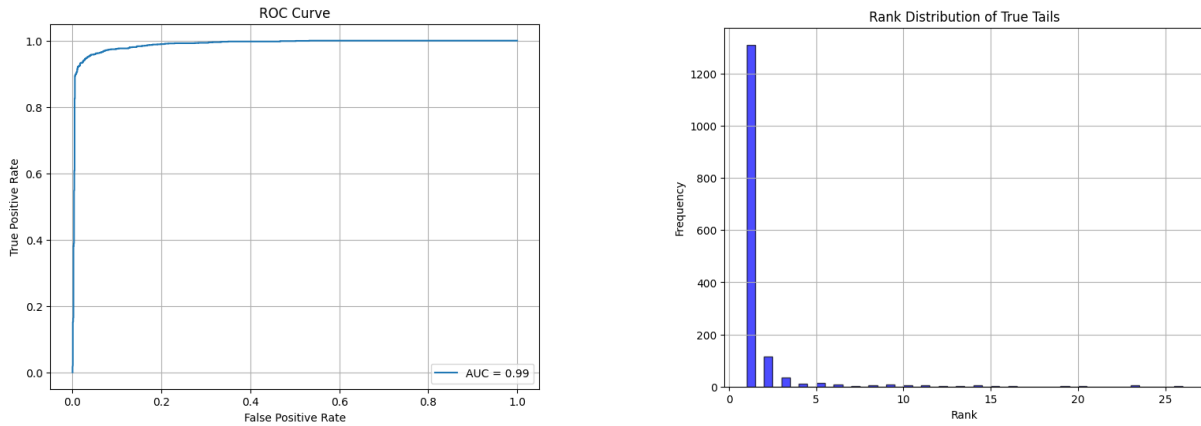 ROC Curve
1.0
0.8
0.6
0.4
0.2
0.0
True Positive Rate
0.0 0.2 0.4 0.6 0.8 1.0
False Positive Rate
AUC = 0.99
Rank Distribution of True Tails
1200
1000
800
600
400
200
0
Frequency
0 5 10 15 20 25
Rank